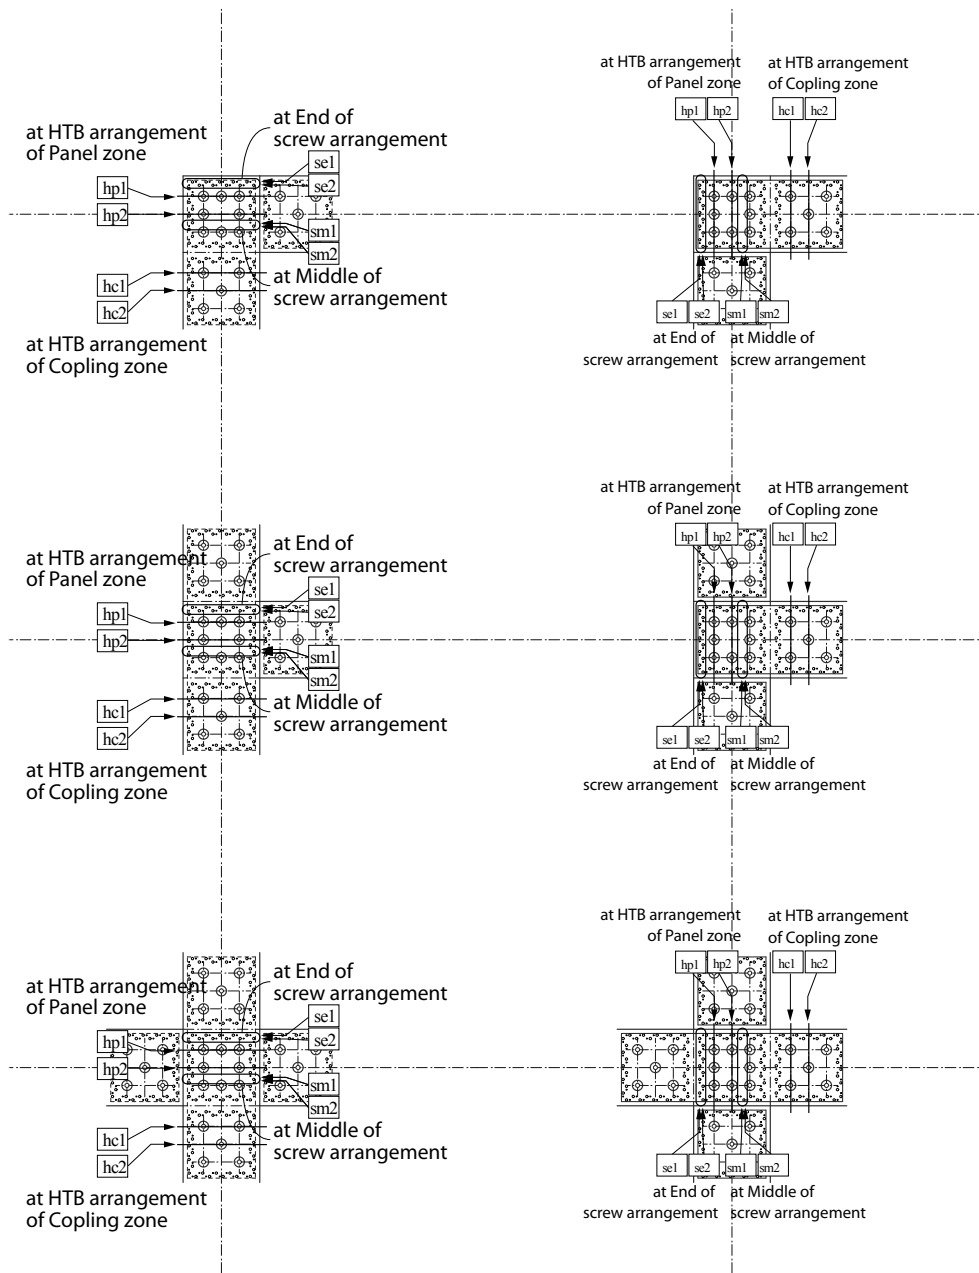 at HTB arrangement
of Panel zone
at End of
screw arrangement
se1
se2
hp1
hp2
sm1
sm2
at Middle of
screw arrangement
hc1
hc2
at HTB arrangement
of Copling zone
at HTB arrangement
of Panel zone
at HTB arrangement
of Copling zone
hp1 hp2 hc1 hc2
se1 se2 sm1 sm2
at End of
screw arrangement
at Middle of
screw arrangement
at HTB arrangement
of Panel zone
at End of
screw arrangement
se1
se2
hp1
hp2
sm1
sm2
at Middle of
screw arrangement
hc1
hc2
at HTB arrangement
of Copling zone
at HTB arrangement
of Panel zone
at HTB arrangement
of Copling zone
hp1 hp2 hc1 hc2
se1 se2 sm1 sm2
at End of
screw arrangement
at Middle of
screw arrangement
at HTB arrangement
of Panel zone
at End of
screw arrangement
se1
se2
hp1
hp2
sm1
sm2
at Middle of
screw arrangement
hc1
hc2
at HTB arrangement
of Copling zone
at HTB arrangement
of Panel zone
at HTB arrangement
of Copling zone
hp1 hp2 hc1 hc2
se1 se2 sm1 sm2
at End of
screw arrangement
at Middle of
screw arrangement